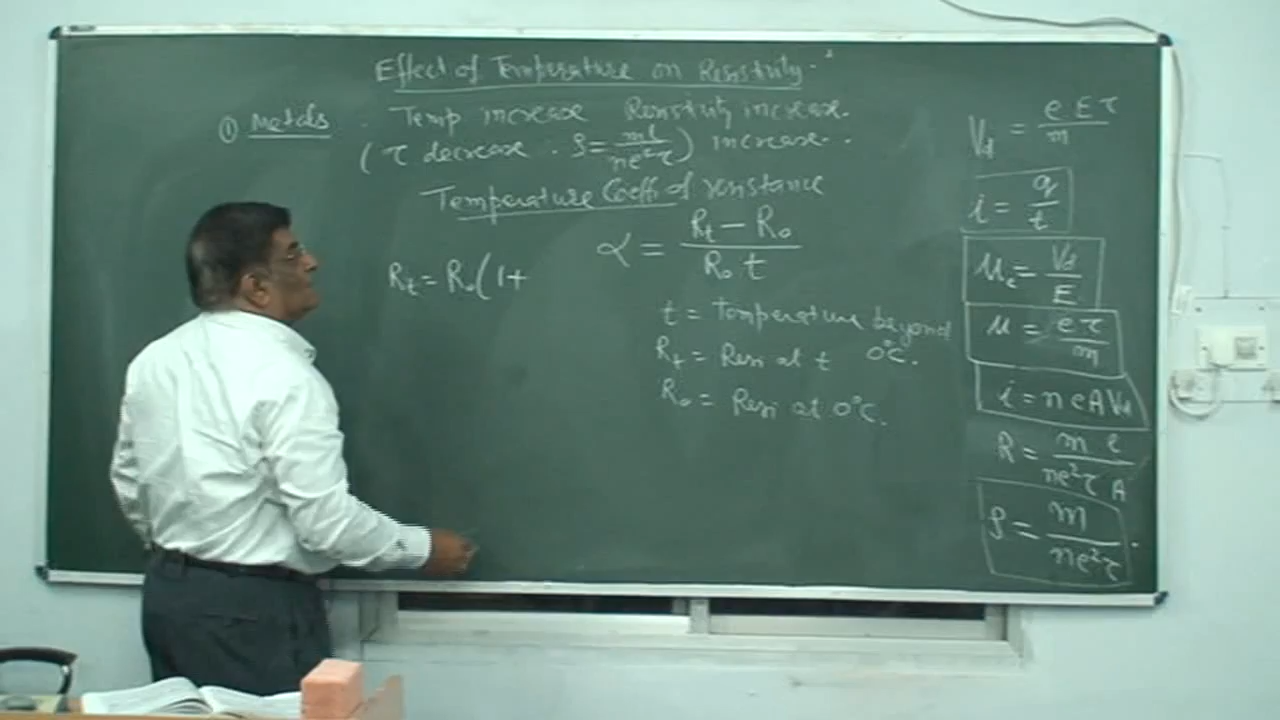 Effect of Temperature on Resistivity.
① Metals. Temp increase Resistivity increase.
(τ decrease. ρ = ml/ne²τ) increase..
Temperature Coeff. of resistance
α = Rt − R₀ / R₀ t
Rt = R₀(1+
t = Temperature beyond
0°C.
Rt = Resi at t
R₀ = Resi at 0°C.
Vd = eEτ/m
i = q/t
μe = Vd/E
μ = eτ/m
i = neAVd
R = m l / ne²τ A
ρ = m/ne²τ.